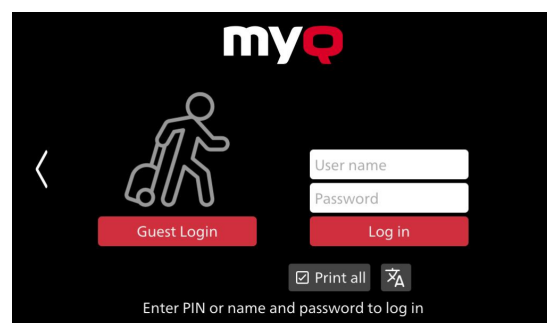 myQ
User name
Password
Guest Login
Log in
Print all
Enter PIN or name and password to log in